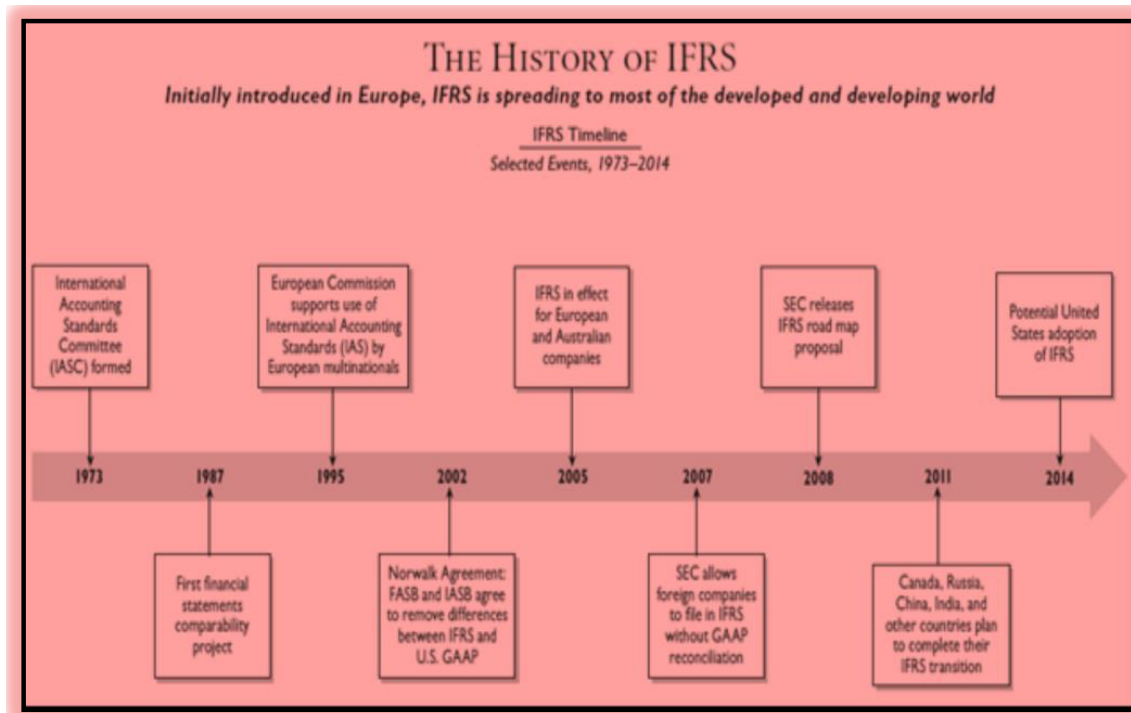 THE HISTORY OF IFRS
Initially introduced in Europe, IFRS is spreading to most of the developed and developing world
IFRS Timeline
Selected Events, 1973–2014
International
Accounting
Standards
Committee
(IASC) formed
European Commission
supports use of
International Accounting
Standards (IAS) by
European multinationals
IFRS in effect
for European
and Australian
companies
SEC releases
IFRS road map
proposal
Potential United
States adoption
of IFRS
1973
1987
1995
2002
2005
2007
2008
2011
2014
First financial
statements
comparability
project
Norwalk Agreement:
FASB and IASB agree
to remove differences
between IFRS and
U.S. GAAP
SEC allows
foreign companies
to file in IFRS
without GAAP
reconciliation
Canada, Russia,
China, India, and
other countries plan
to complete their
IFRS transition